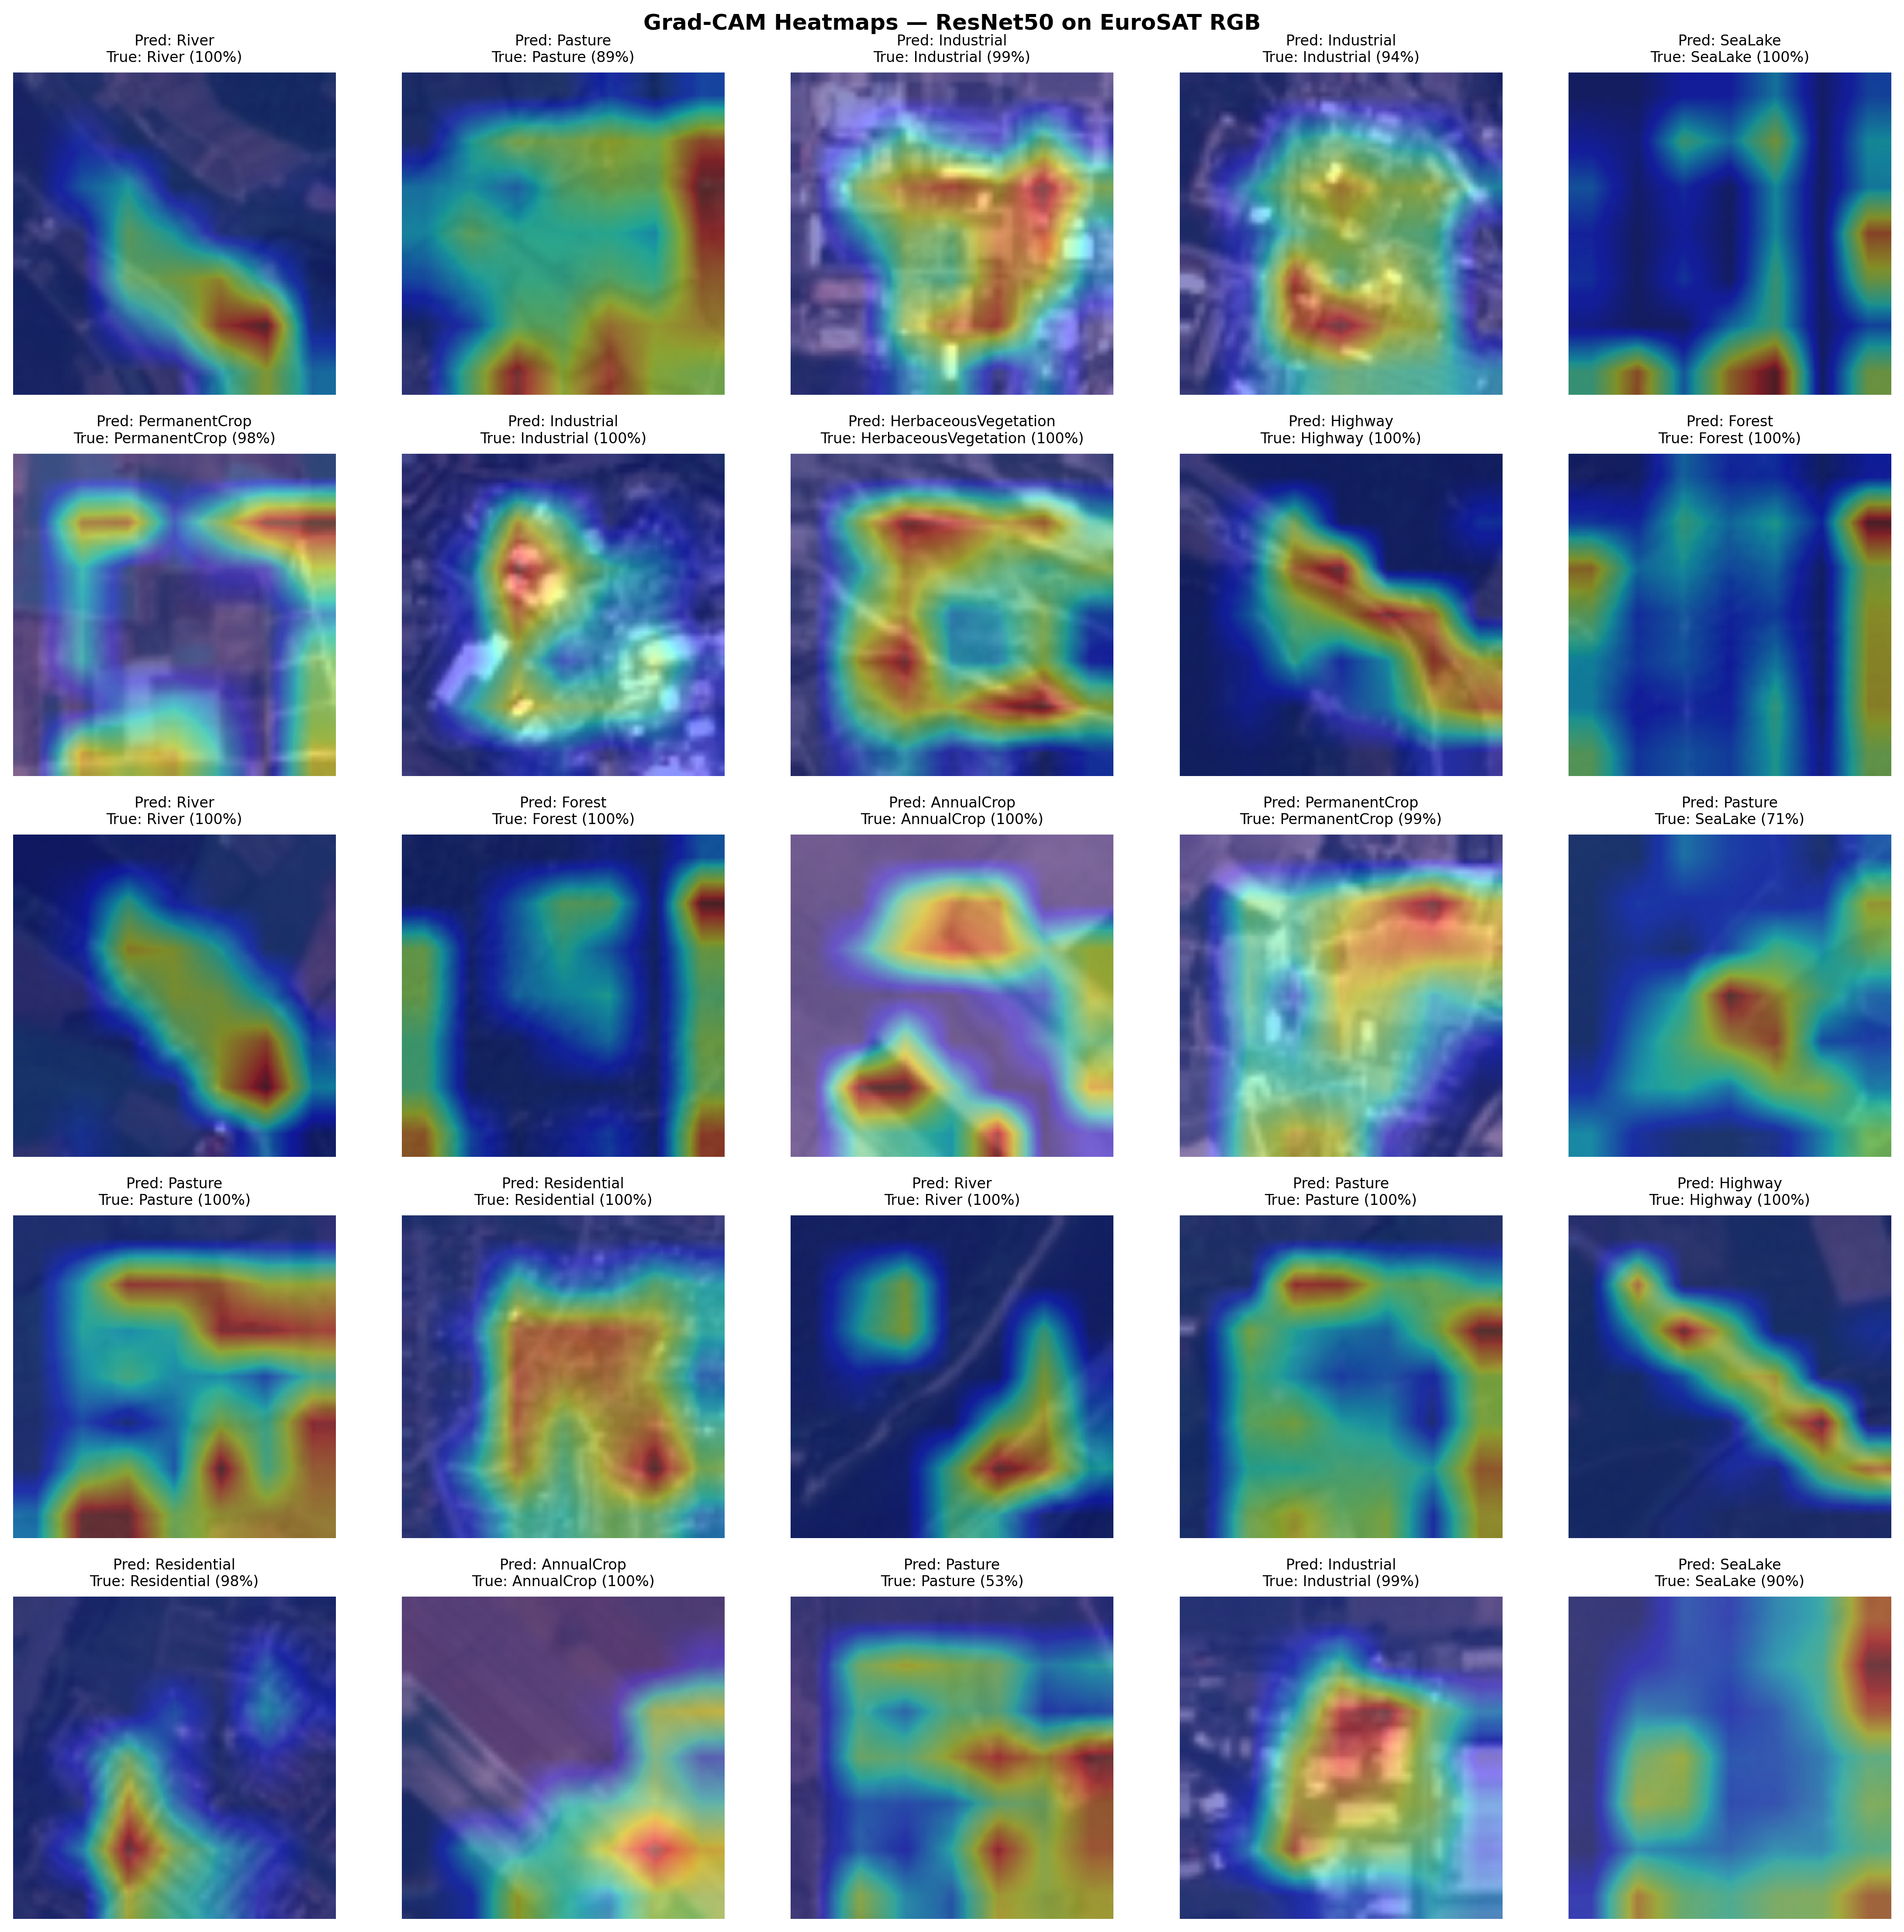 Grad-CAM Heatmaps — ResNet50 on EuroSAT RGB
Pred: River
True: River (100%)
Pred: Pasture
True: Pasture (89%)
Pred: Industrial
True: Industrial (99%)
Pred: Industrial
True: Industrial (94%)
Pred: SeaLake
True: SeaLake (100%)
Pred: PermanentCrop
True: PermanentCrop (98%)
Pred: Industrial
True: Industrial (100%)
Pred: HerbaceousVegetation
True: HerbaceousVegetation (100%)
Pred: Highway
True: Highway (100%)
Pred: Forest
True: Forest (100%)
Pred: River
True: River (100%)
Pred: Forest
True: Forest (100%)
Pred: AnnualCrop
True: AnnualCrop (100%)
Pred: PermanentCrop
True: PermanentCrop (99%)
Pred: Pasture
True: SeaLake (71%)
Pred: Pasture
True: Pasture (100%)
Pred: Residential
True: Residential (100%)
Pred: River
True: River (100%)
Pred: Pasture
True: Pasture (100%)
Pred: Highway
True: Highway (100%)
Pred: Residential
True: Residential (98%)
Pred: AnnualCrop
True: AnnualCrop (100%)
Pred: Pasture
True: Pasture (53%)
Pred: Industrial
True: Industrial (99%)
Pred: SeaLake
True: SeaLake (90%)